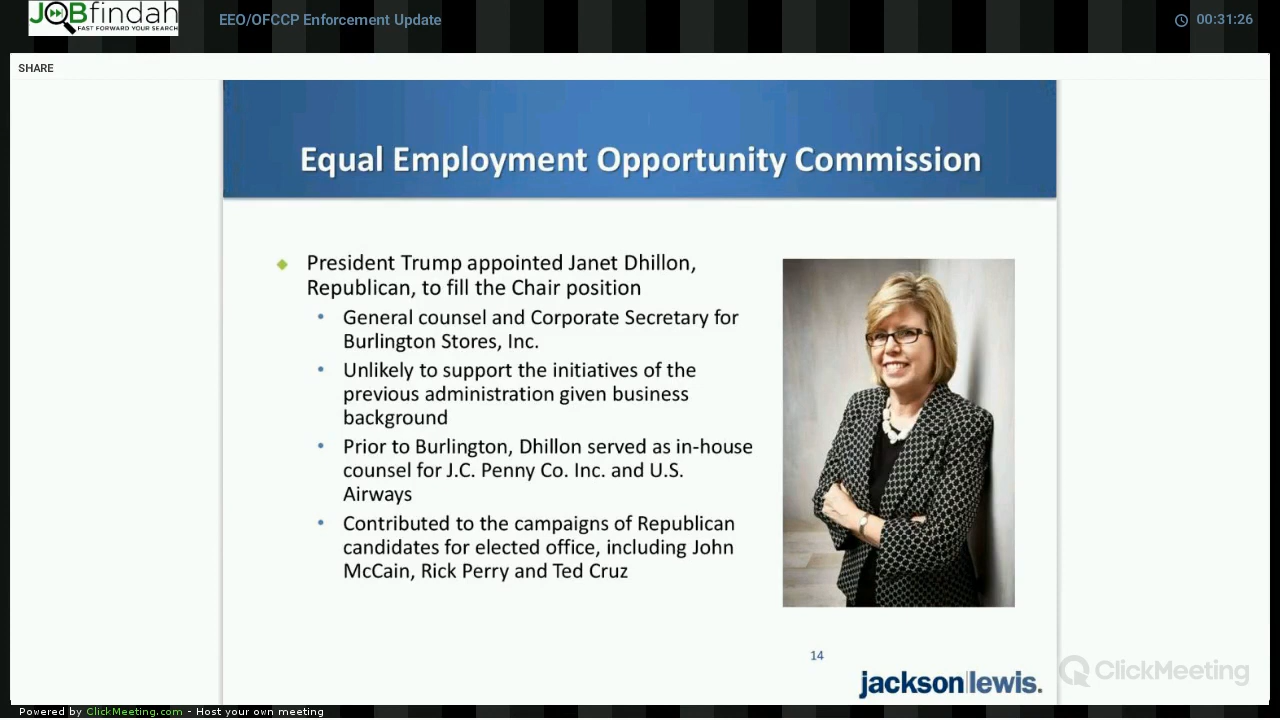 JOBfindah
FAST FORWARD YOUR SEARCH
EEO/OFCCP Enforcement Update
00:31:26
SHARE
Equal Employment Opportunity Commission
President Trump appointed Janet Dhillon,
Republican, to fill the Chair position
General counsel and Corporate Secretary for
Burlington Stores, Inc.
Unlikely to support the initiatives of the
previous administration given business
background
Prior to Burlington, Dhillon served as in-house
counsel for J.C. Penny Co. Inc. and U.S.
Airways
Contributed to the campaigns of Republican
candidates for elected office, including John
McCain, Rick Perry and Ted Cruz
14
jackson|lewis.
ClickMeeting
Powered by ClickMeeting.com - Host your own meeting